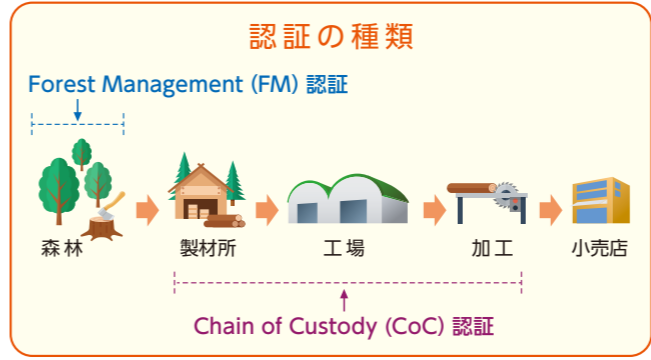 認証の種類
Forest Management (FM) 認証
森林
製材所
工場
加工
小売店
Chain of Custody (CoC) 認証